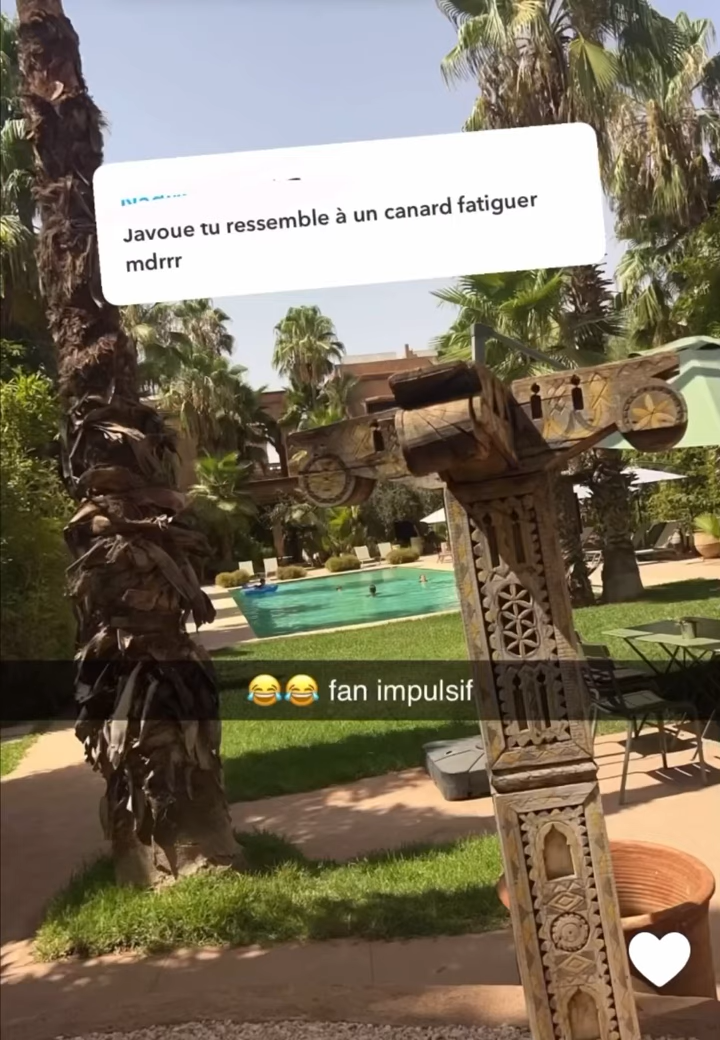 Javoue tu ressemble à un canard fatiguer
mdrrr
😂😂 fan impulsif